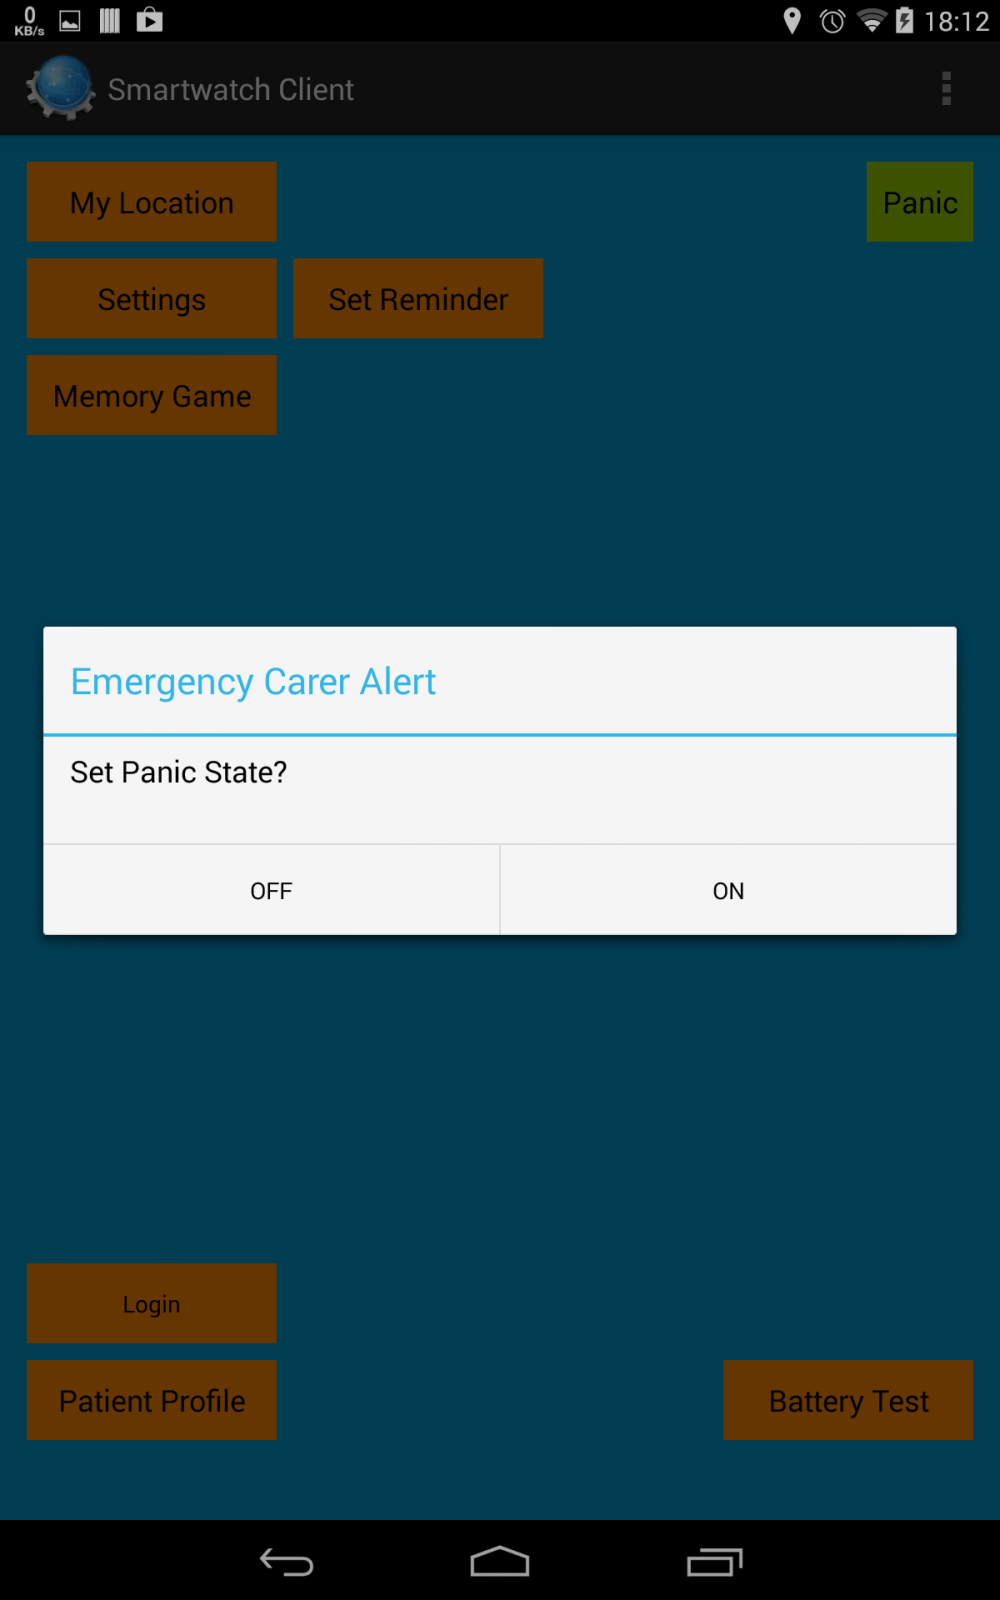 0
KB/s
18:12
Smartwatch Client
My Location
Panic
Settings
Set Reminder
Memory Game
Emergency Carer Alert
Set Panic State?
OFF
ON
Login
Patient Profile
Battery Test